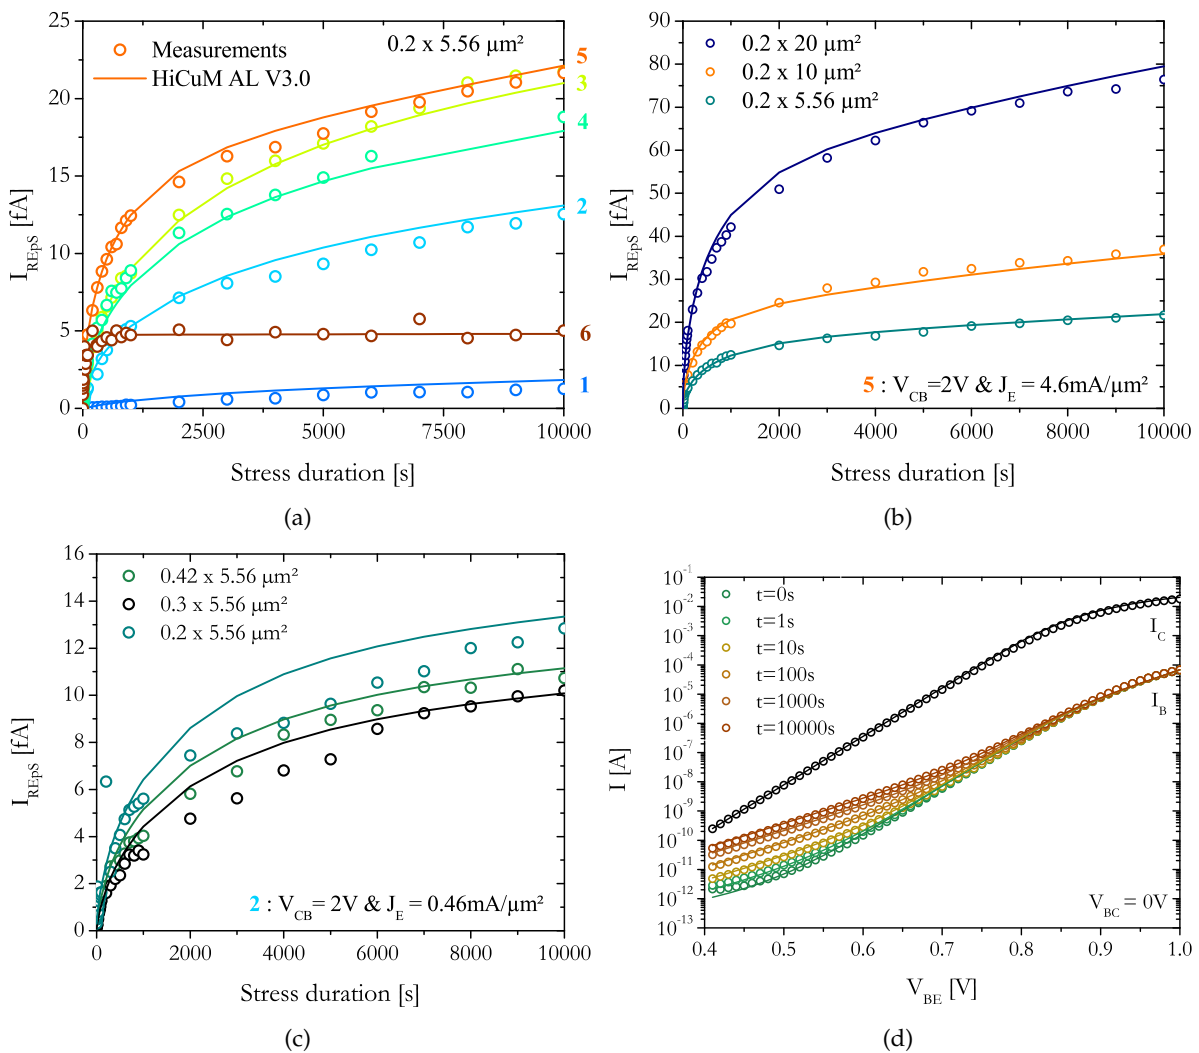 25
20
15
10
5
0
0
2500
5000
7500
10000
I_REpS [fA]
Stress duration [s]
Measurements
HiCuM AL V3.0
0.2 x 5.56 µm²
5
3
4
2
6
1
(a)
90
80
70
60
50
40
30
20
10
0
0
2000
4000
6000
8000
10000
I_REpS [fA]
Stress duration [s]
0.2 x 20 µm²
0.2 x 10 µm²
0.2 x 5.56 µm²
5 : V_CB=2V & J_E = 4.6mA/µm²
(b)
16
14
12
10
8
6
4
2
0
0
2000
4000
6000
8000
10000
I_REpS [fA]
Stress duration [s]
0.42 x 5.56 µm²
0.3 x 5.56 µm²
0.2 x 5.56 µm²
2 : V_CB= 2V & J_E = 0.46mA/µm²
(c)
10^-1
10^-2
10^-3
10^-4
10^-5
10^-6
10^-7
10^-8
10^-9
10^-10
10^-11
10^-12
10^-13
0.4
0.5
0.6
0.7
0.8
0.9
1.0
I [A]
V_BE [V]
t=0s
t=1s
t=10s
t=100s
t=1000s
t=10000s
I_C
I_B
V_BC = 0V
(d)